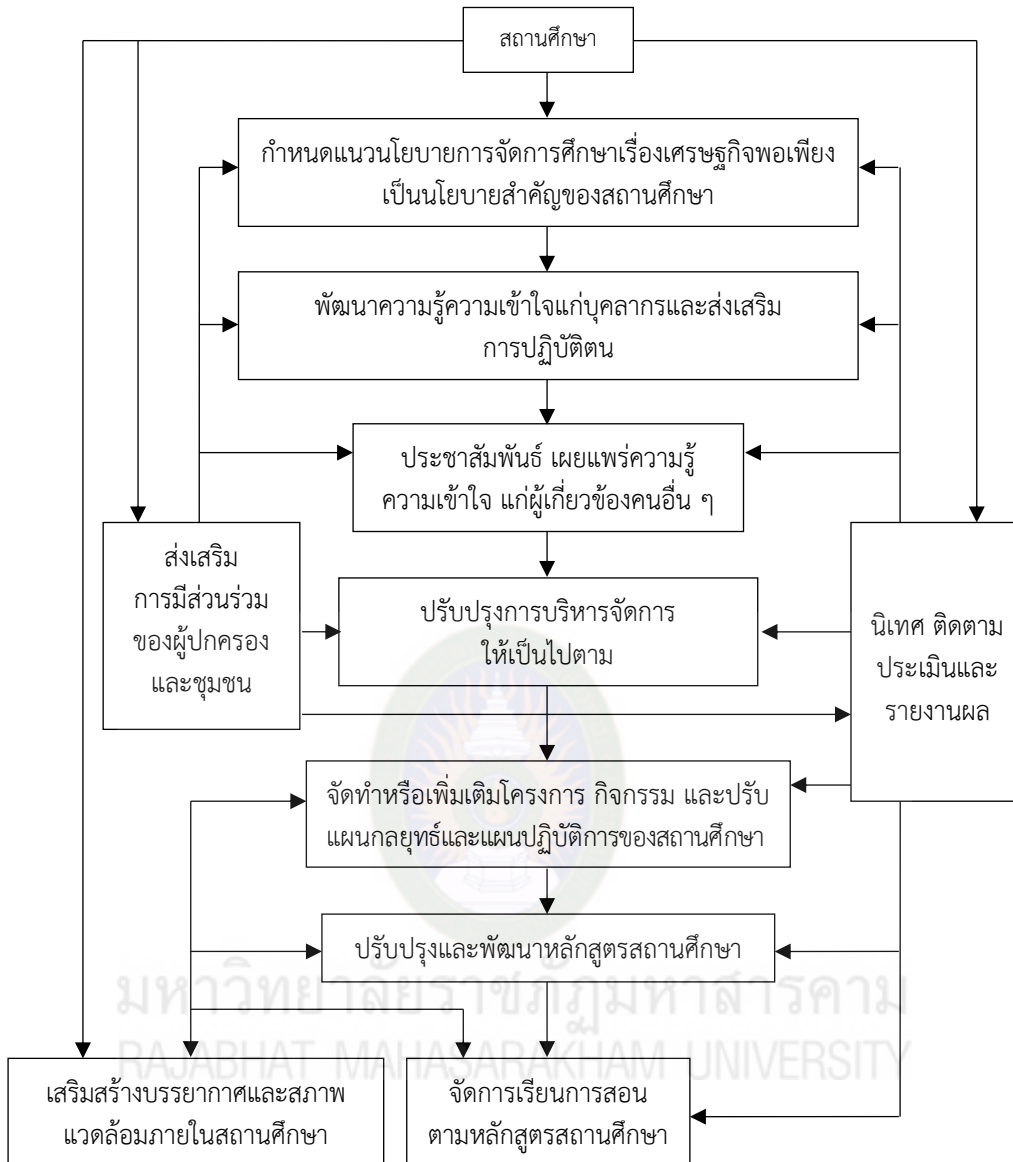 สถานศึกษา
กำหนดแนวนโยบายการจัดการศึกษาเรื่องเศรษฐกิจพอเพียง
เป็นนโยบายสำคัญของสถานศึกษา
พัฒนาความรู้ความเข้าใจแก่บุคลากรและส่งเสริม
การปฏิบัติตน
ประชาสัมพันธ์ เผยแพร่ความรู้
ความเข้าใจ แก่ผู้เกี่ยวข้องคนอื่น ๆ
ส่งเสริม
การมีส่วนร่วม
ของผู้ปกครอง
และชุมชน
ปรับปรุงการบริหารจัดการ
ให้เป็นไปตาม
นิเทศ ติดตาม
ประเมินและ
รายงานผล
จัดทำหรือเพิ่มเติมโครงการ กิจกรรม และปรับ
แผนกลยุทธ์และแผนปฏิบัติการของสถานศึกษา
ปรับปรุงและพัฒนาหลักสูตรสถานศึกษา
มหาวิทยาลัยราชภัฏมหาสารคาม
RAJABHAT MAHASARAKHAM UNIVERSITY
เสริมสร้างบรรยากาศและสภาพ
แวดล้อมภายในสถานศึกษา
จัดการเรียนการสอน
ตามหลักสูตรสถานศึกษา